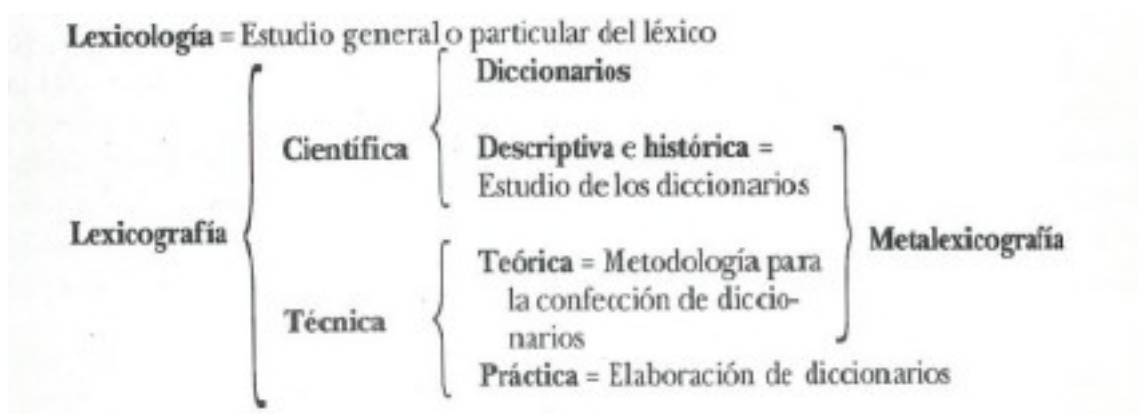 Lexicología = Estudio general o particular del léxico
Diccionarios
Científica
Descriptiva e histórica =
Estudio de los diccionarios
Lexicografía
Metalexicografía
Teórica = Metodología para
la confección de diccio-
narios
Técnica
Práctica = Elaboración de diccionarios